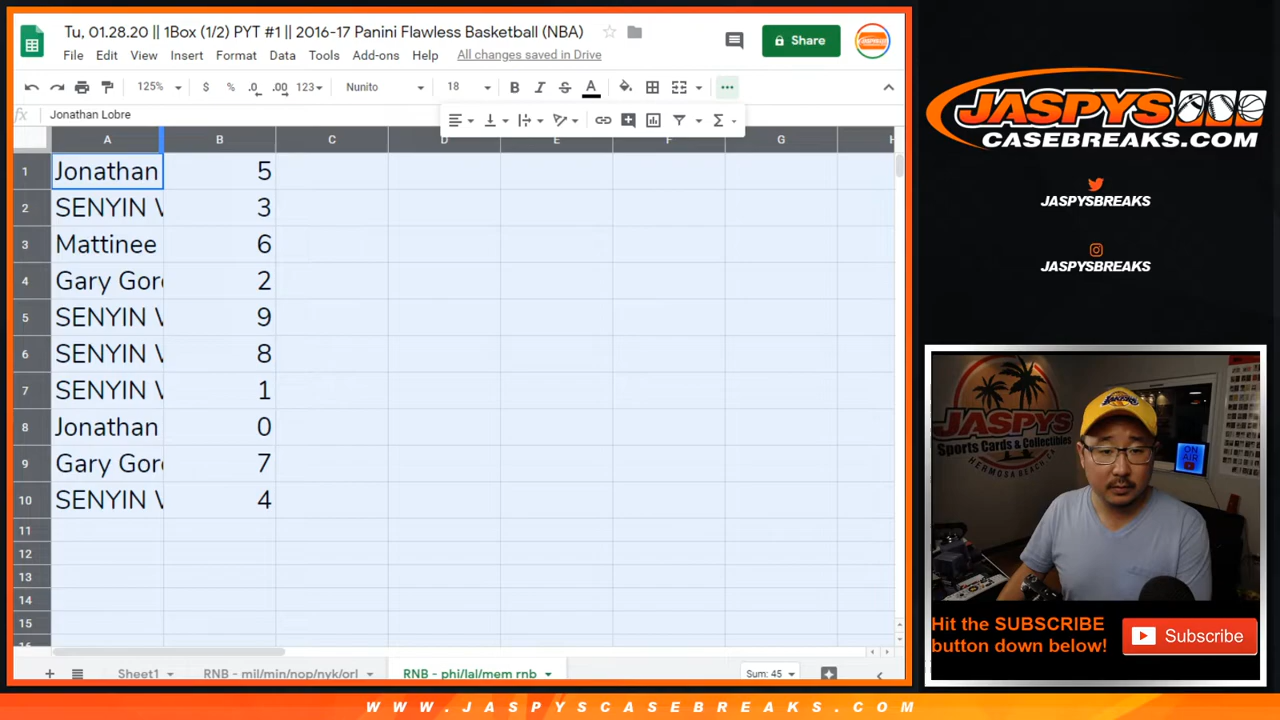 Tu, 01.28.20 || 1Box (1/2) PYT #1 || 2016-17 Panini Flawless Basketball (NBA)
File Edit View Insert Format Data Tools Add-ons Help All changes saved in Drive
Share
125% $ % .0 .00 123 Nunito 18 B I S A
fx Jonathan Lobre
A B C D E F G H
1 Jonathan 5
2 SENYIN 3
3 Mattinee 6
4 Gary Gor 2
5 SENYIN 9
6 SENYIN 8
7 SENYIN 1
8 Jonathan 0
9 Gary Gor 7
10 SENYIN 4
11
12
13
14
15
Sheet1 RNB - mil/min/nop/nyk/orl RNB - phi/lal/mem rnb Sum: 45
JASPYS
CASEBREAKS.COM
JASPYSBREAKS
JASPYSBREAKS
JASPYS
Sports Cards & Collectibles
HERMOSA BEACH, CA
ON AIR
Hit the SUBSCRIBE
button down below!
Subscribe
WWW.JASPYSCASEBREAKS.COM